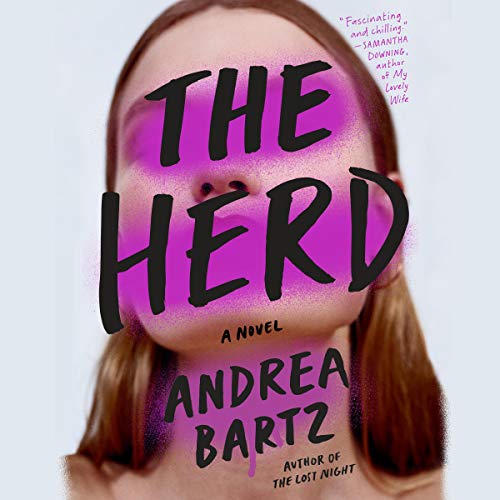 "Fascinating
and chilling."
—SAMANTHA
DOWNING,
author
of My
Lovely
Wife
THE
HERD
A NOVEL
ANDREA
BARTZ
AUTHOR OF
THE LOST NIGHT